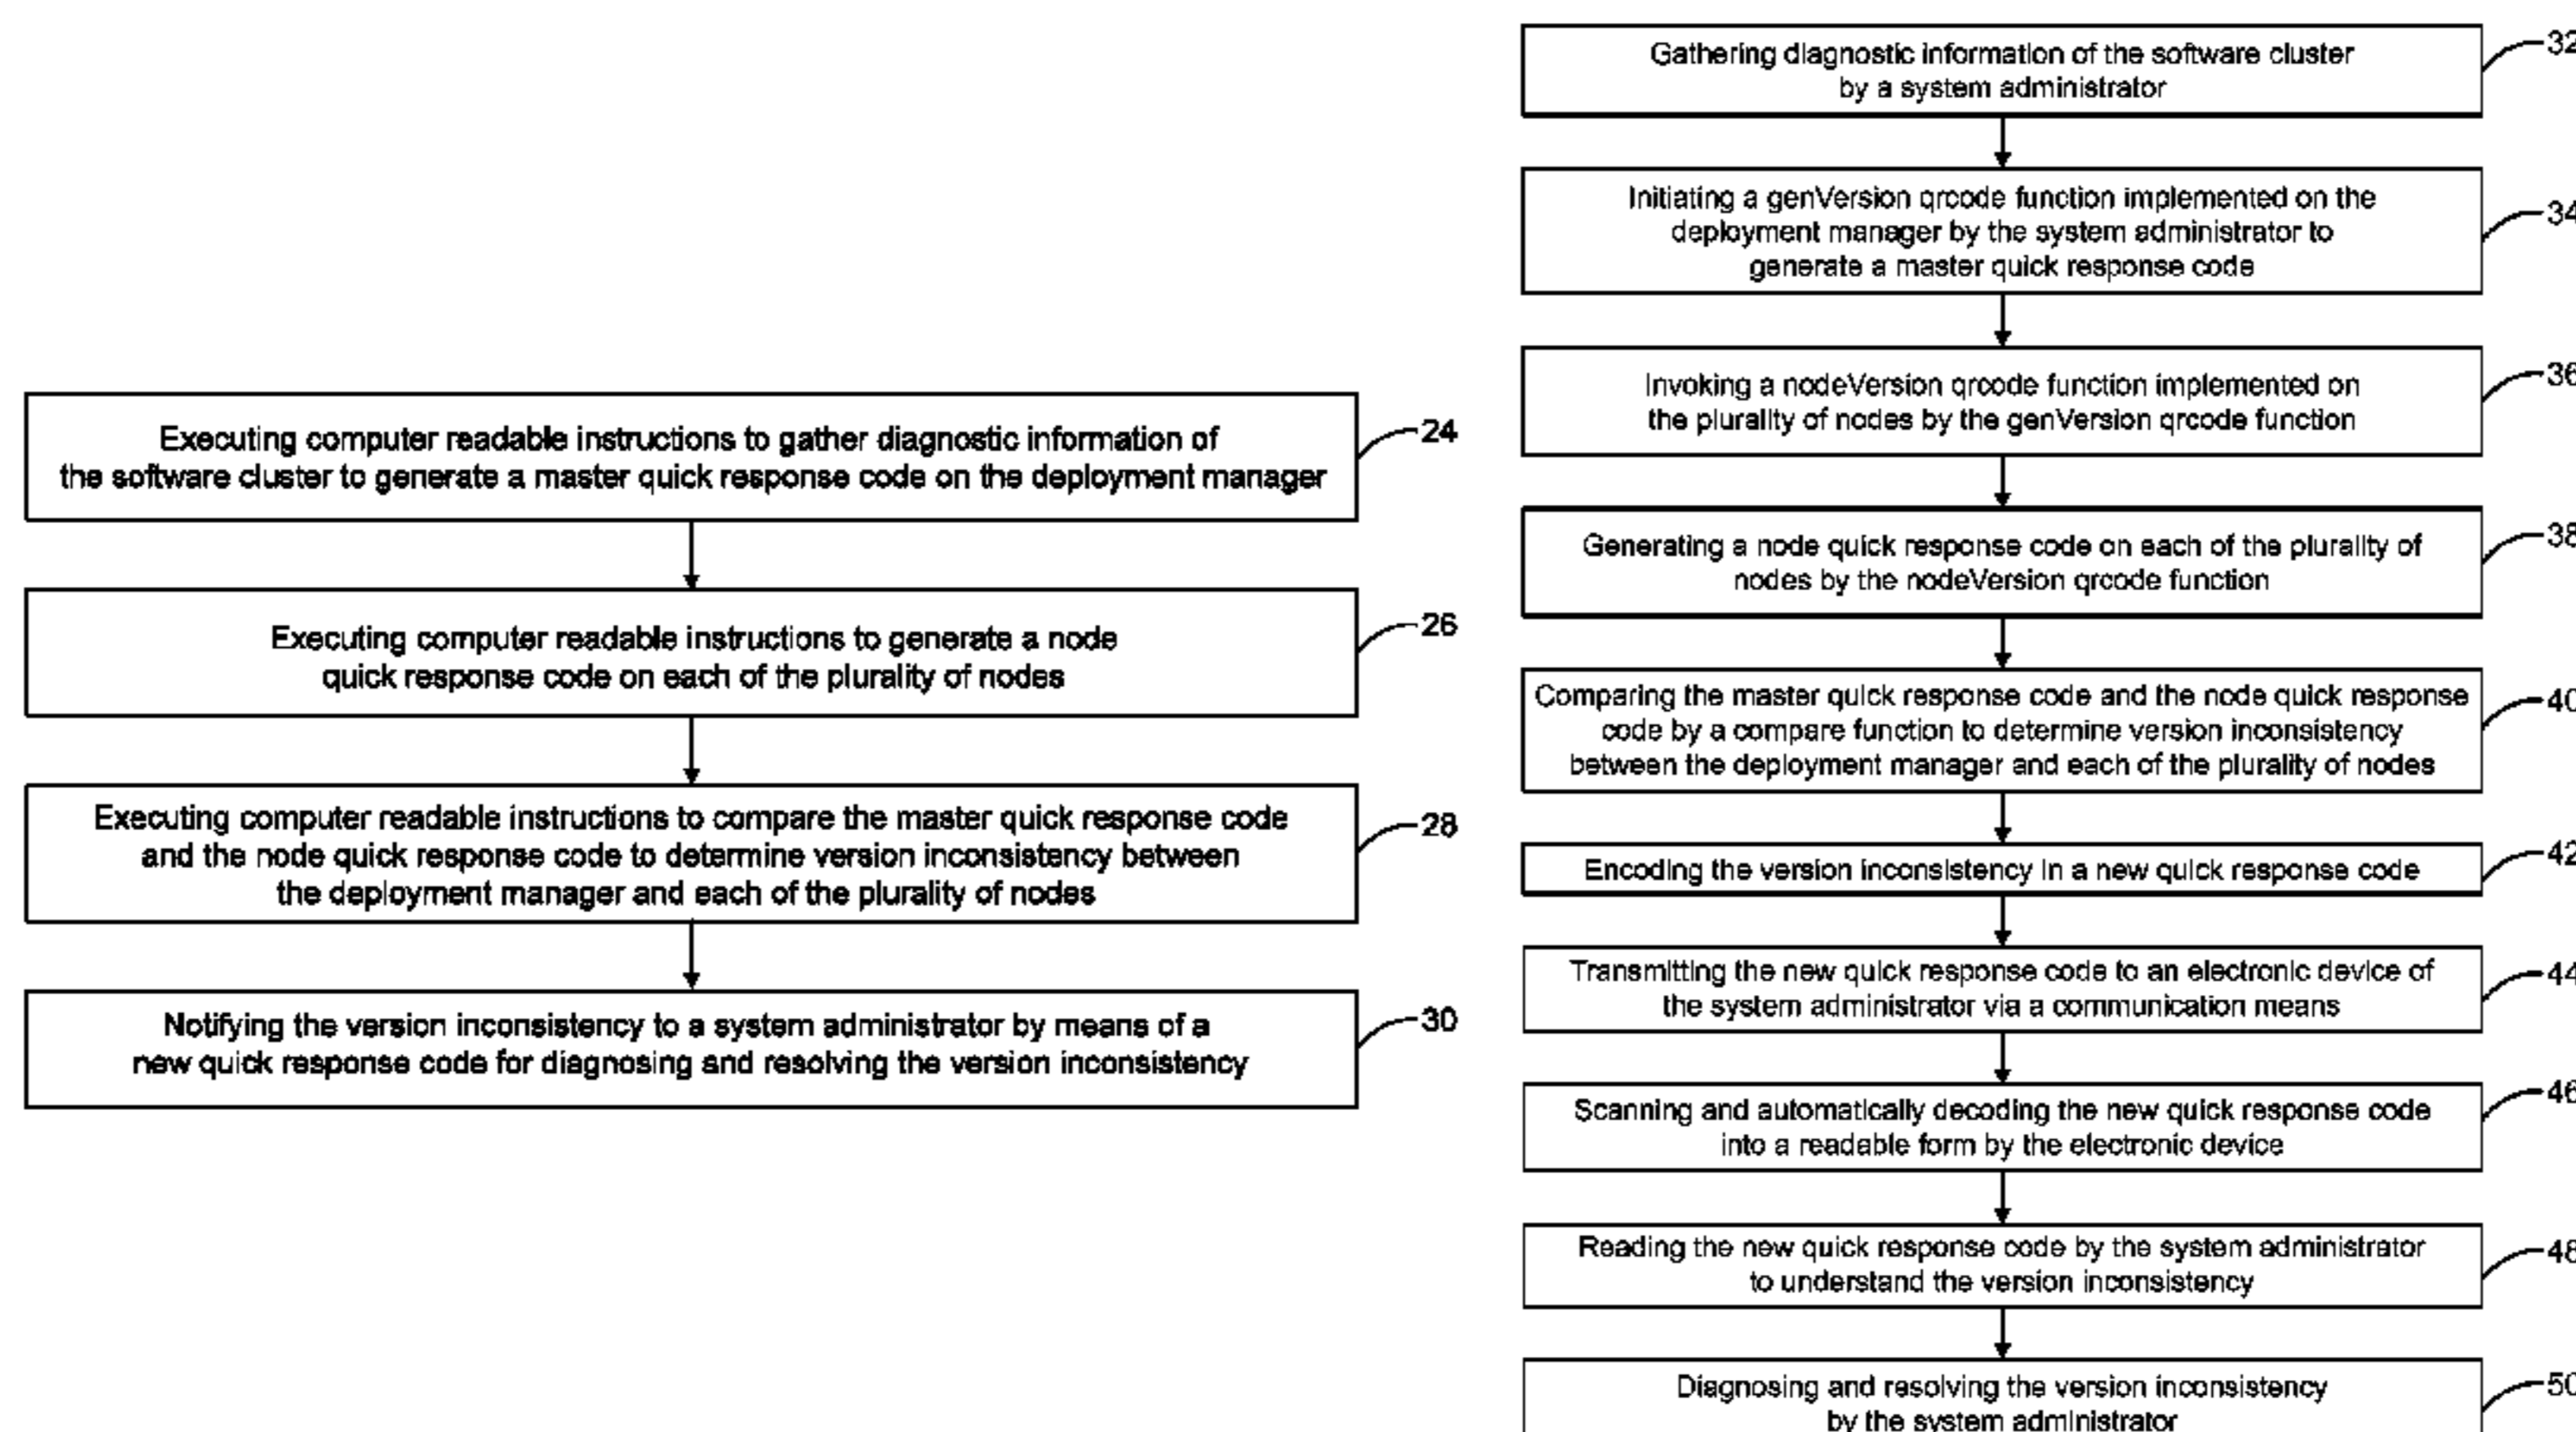 Executing computer readable instructions to gather diagnostic information of
the software cluster to generate a master quick response code on the deployment manager
24
Executing computer readable instructions to generate a node
quick response code on each of the plurality of nodes
26
Executing computer readable instructions to compare the master quick response code
and the node quick response code to determine version inconsistency between
the deployment manager and each of the plurality of nodes
28
Notifying the version inconsistency to a system administrator by means of a
new quick response code for diagnosing and resolving the version inconsistency
30
Gathering diagnostic information of the software cluster
by a system administrator
32
Initiating a genVersion qrcode function implemented on the
deployment manager by the system administrator to
generate a master quick response code
34
Invoking a nodeVersion qrcode function implemented on
the plurality of nodes by the genVersion qrcode function
36
Generating a node quick response code on each of the plurality of
nodes by the nodeVersion qrcode function
38
Comparing the master quick response code and the node quick response
code by a compare function to determine version inconsistency
between the deployment manager and each of the plurality of nodes
40
Encoding the version inconsistency in a new quick response code
42
Transmitting the new quick response code to an electronic device of
the system administrator via a communication means
44
Scanning and automatically decoding the new quick response code
into a readable form by the electronic device
46
Reading the new quick response code by the system administrator
to understand the version inconsistency
48
Diagnosing and resolving the version inconsistency
by the system administrator
50